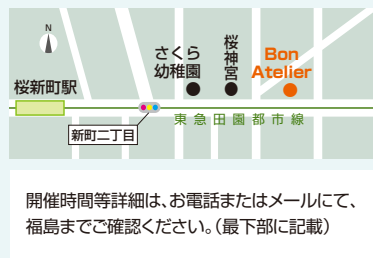 N
さくら
幼稚園
桜神宮
Bon
Atelier
桜新町駅
東急田園都市線
新町二丁目
開催時間等詳細は、お電話またはメールにて、
福島までご確認ください。(最下部に記載)